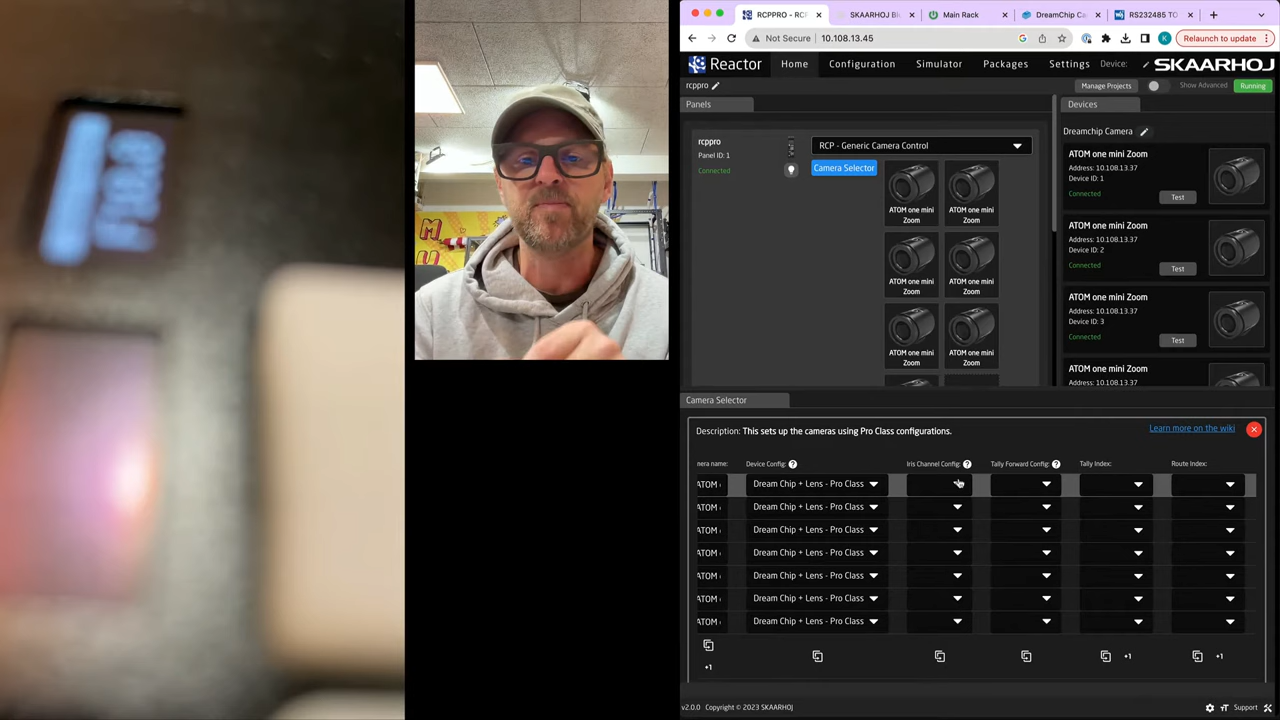 RCPPRO - RCP
SKAARHOJ Bl
Main Rack
DreamChip Ca
RS232485 TO
Not Secure
10.108.13.45
Relaunch to update
Reactor
Home
Configuration
Simulator
Packages
Settings
Device:
SKAARHOJ
rcppro
Manage Projects
Show Advanced
Running
Panels
Devices
rcppro
Panel ID: 1
Connected
RCP - Generic Camera Control
Camera Selector
ATOM one mini Zoom
ATOM one mini Zoom
ATOM one mini Zoom
ATOM one mini Zoom
ATOM one mini Zoom
ATOM one mini Zoom
Dreamchip Camera
ATOM one mini Zoom
Address: 10.108.13.37
Device ID: 1
Connected
Test
ATOM one mini Zoom
Address: 10.108.13.37
Device ID: 2
Connected
Test
ATOM one mini Zoom
Address: 10.108.13.37
Device ID: 3
Connected
Test
ATOM one mini Zoom
Address: 10.108.13.37
Camera Selector
Description: This sets up the cameras using Pro Class configurations.
Learn more on the wiki
nera name:
Device Config:
Iris Channel Config:
Tally Forward Config:
Tally Index:
Route Index:
ATOM
Dream Chip + Lens - Pro Class
ATOM
Dream Chip + Lens - Pro Class
ATOM
Dream Chip + Lens - Pro Class
ATOM
Dream Chip + Lens - Pro Class
ATOM
Dream Chip + Lens - Pro Class
ATOM
Dream Chip + Lens - Pro Class
ATOM
Dream Chip + Lens - Pro Class
+1
+1
+1
v2.0.0
Copyright © 2023 SKAARHOJ
Support